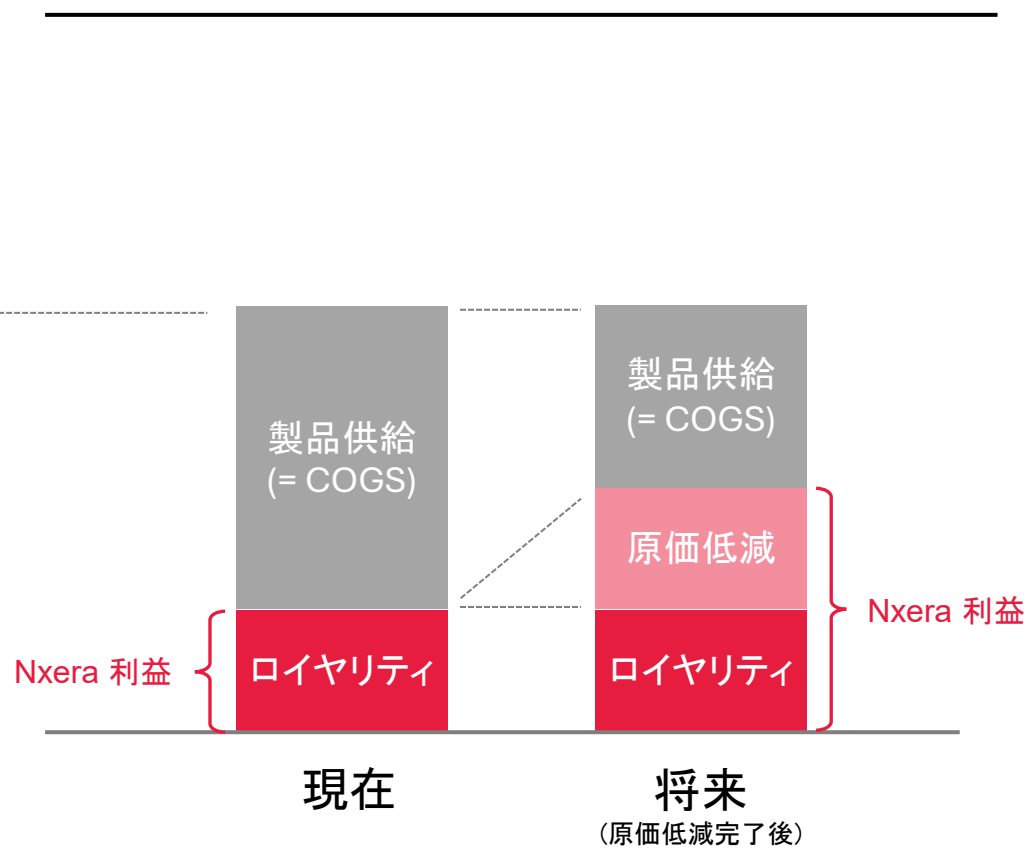 製品供給
(= COGS)
ロイヤリティ
Nxera 利益
現在
製品供給
(= COGS)
原価低減
ロイヤリティ
Nxera 利益
将来
(原価低減完了後)